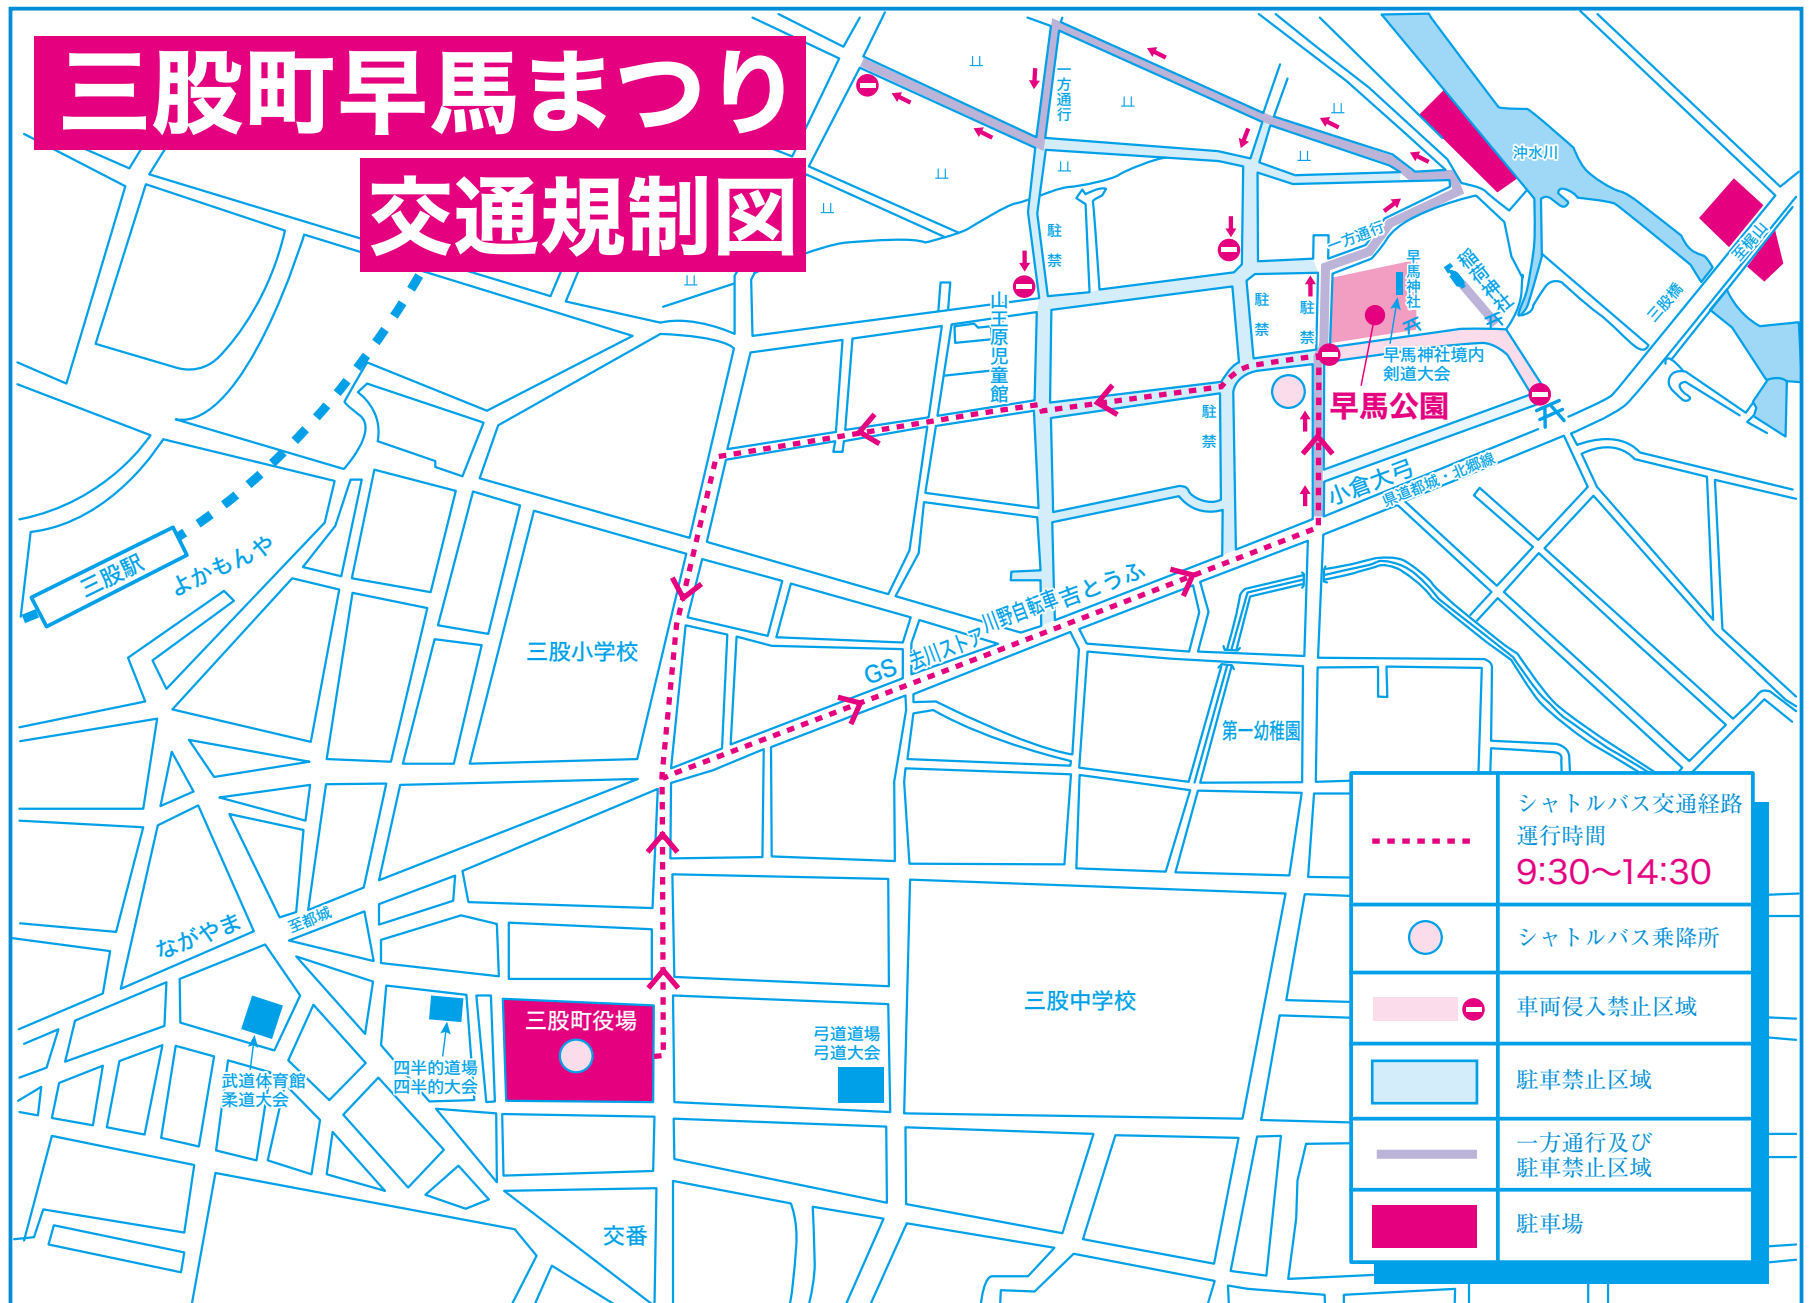 三股町早馬まつり
交通規制図
一方通行
沖水川
至梶山
三股橋
駐禁
一方通行
早馬神社
稲荷神社
山王原児童館
駐禁
駐禁
早馬神社境内
剣道大会
早馬公園
駐禁
小倉大弓
県道都城・北郷線
三股駅
よかもんや
吉とうふ
川野自転車
法川ストア
GS
三股小学校
第一幼稚園
ながやま
至都城
三股町役場
三股中学校
弓道道場
弓道大会
四半的道場
四半的大会
武道体育館
柔道大会
交番
シャトルバス交通経路
運行時間
9:30〜14:30
シャトルバス乗降所
車両侵入禁止区域
駐車禁止区域
一方通行及び
駐車禁止区域
駐車場